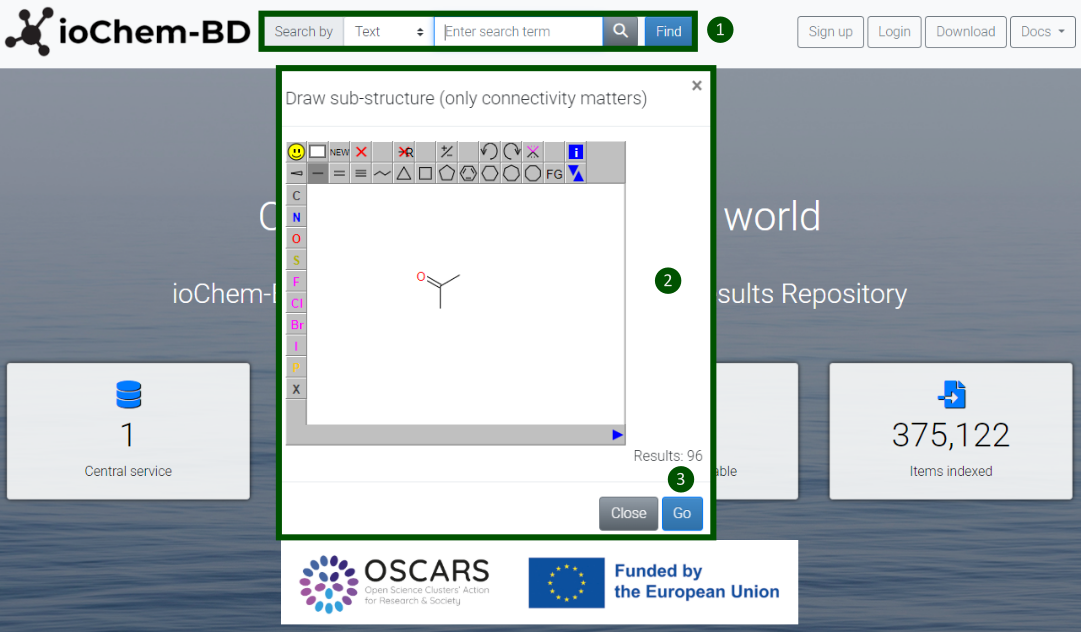 ioChem-BD
Search by Text Enter search term Find 1
Sign up Login Download Docs
Draw sub-structure (only connectivity matters) ×
NEW R i
FG
C
N
O
S
F
Cl
Br
I
P
X
O
world
2
ioChem-
sults Repository
1
Central service
375,122
Items indexed
Results: 96
3
Close Go
OSCARS
Open Science Clusters' Action
for Research & Society
Funded by
the European Union